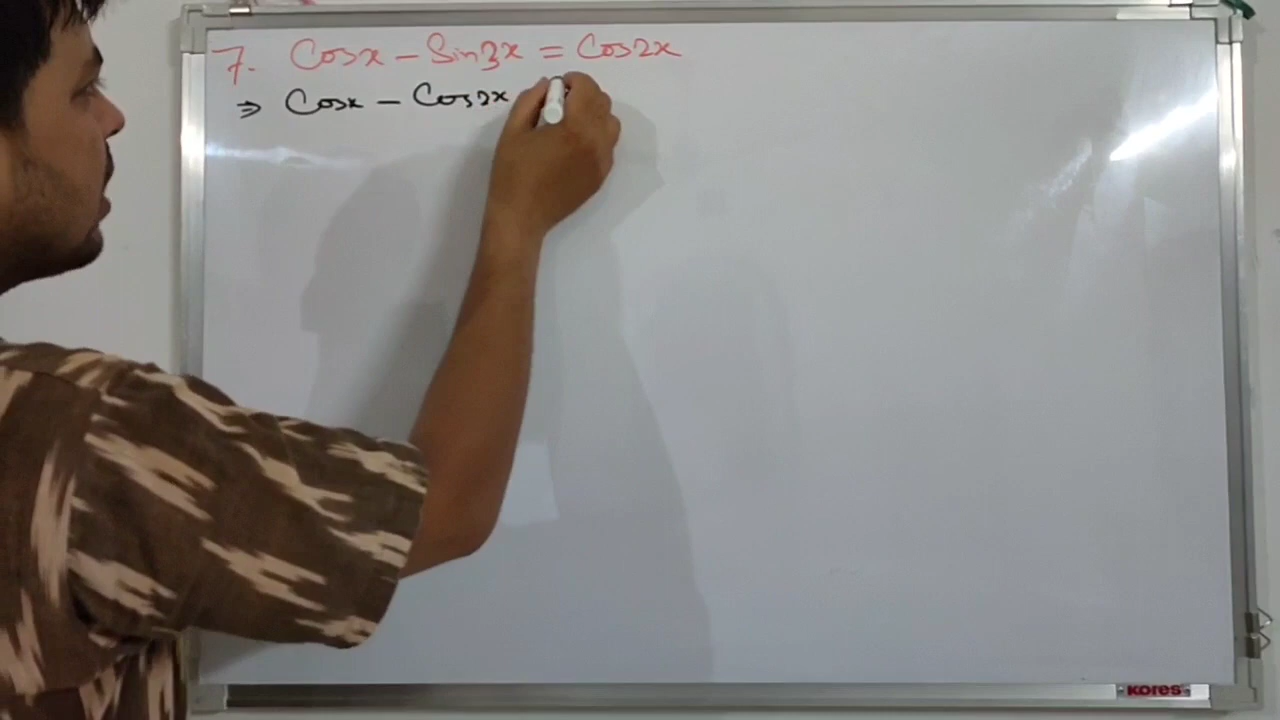 7. Cosx - Sin3x = Cos2x
⇒ Cosx - Cos2x
KORES